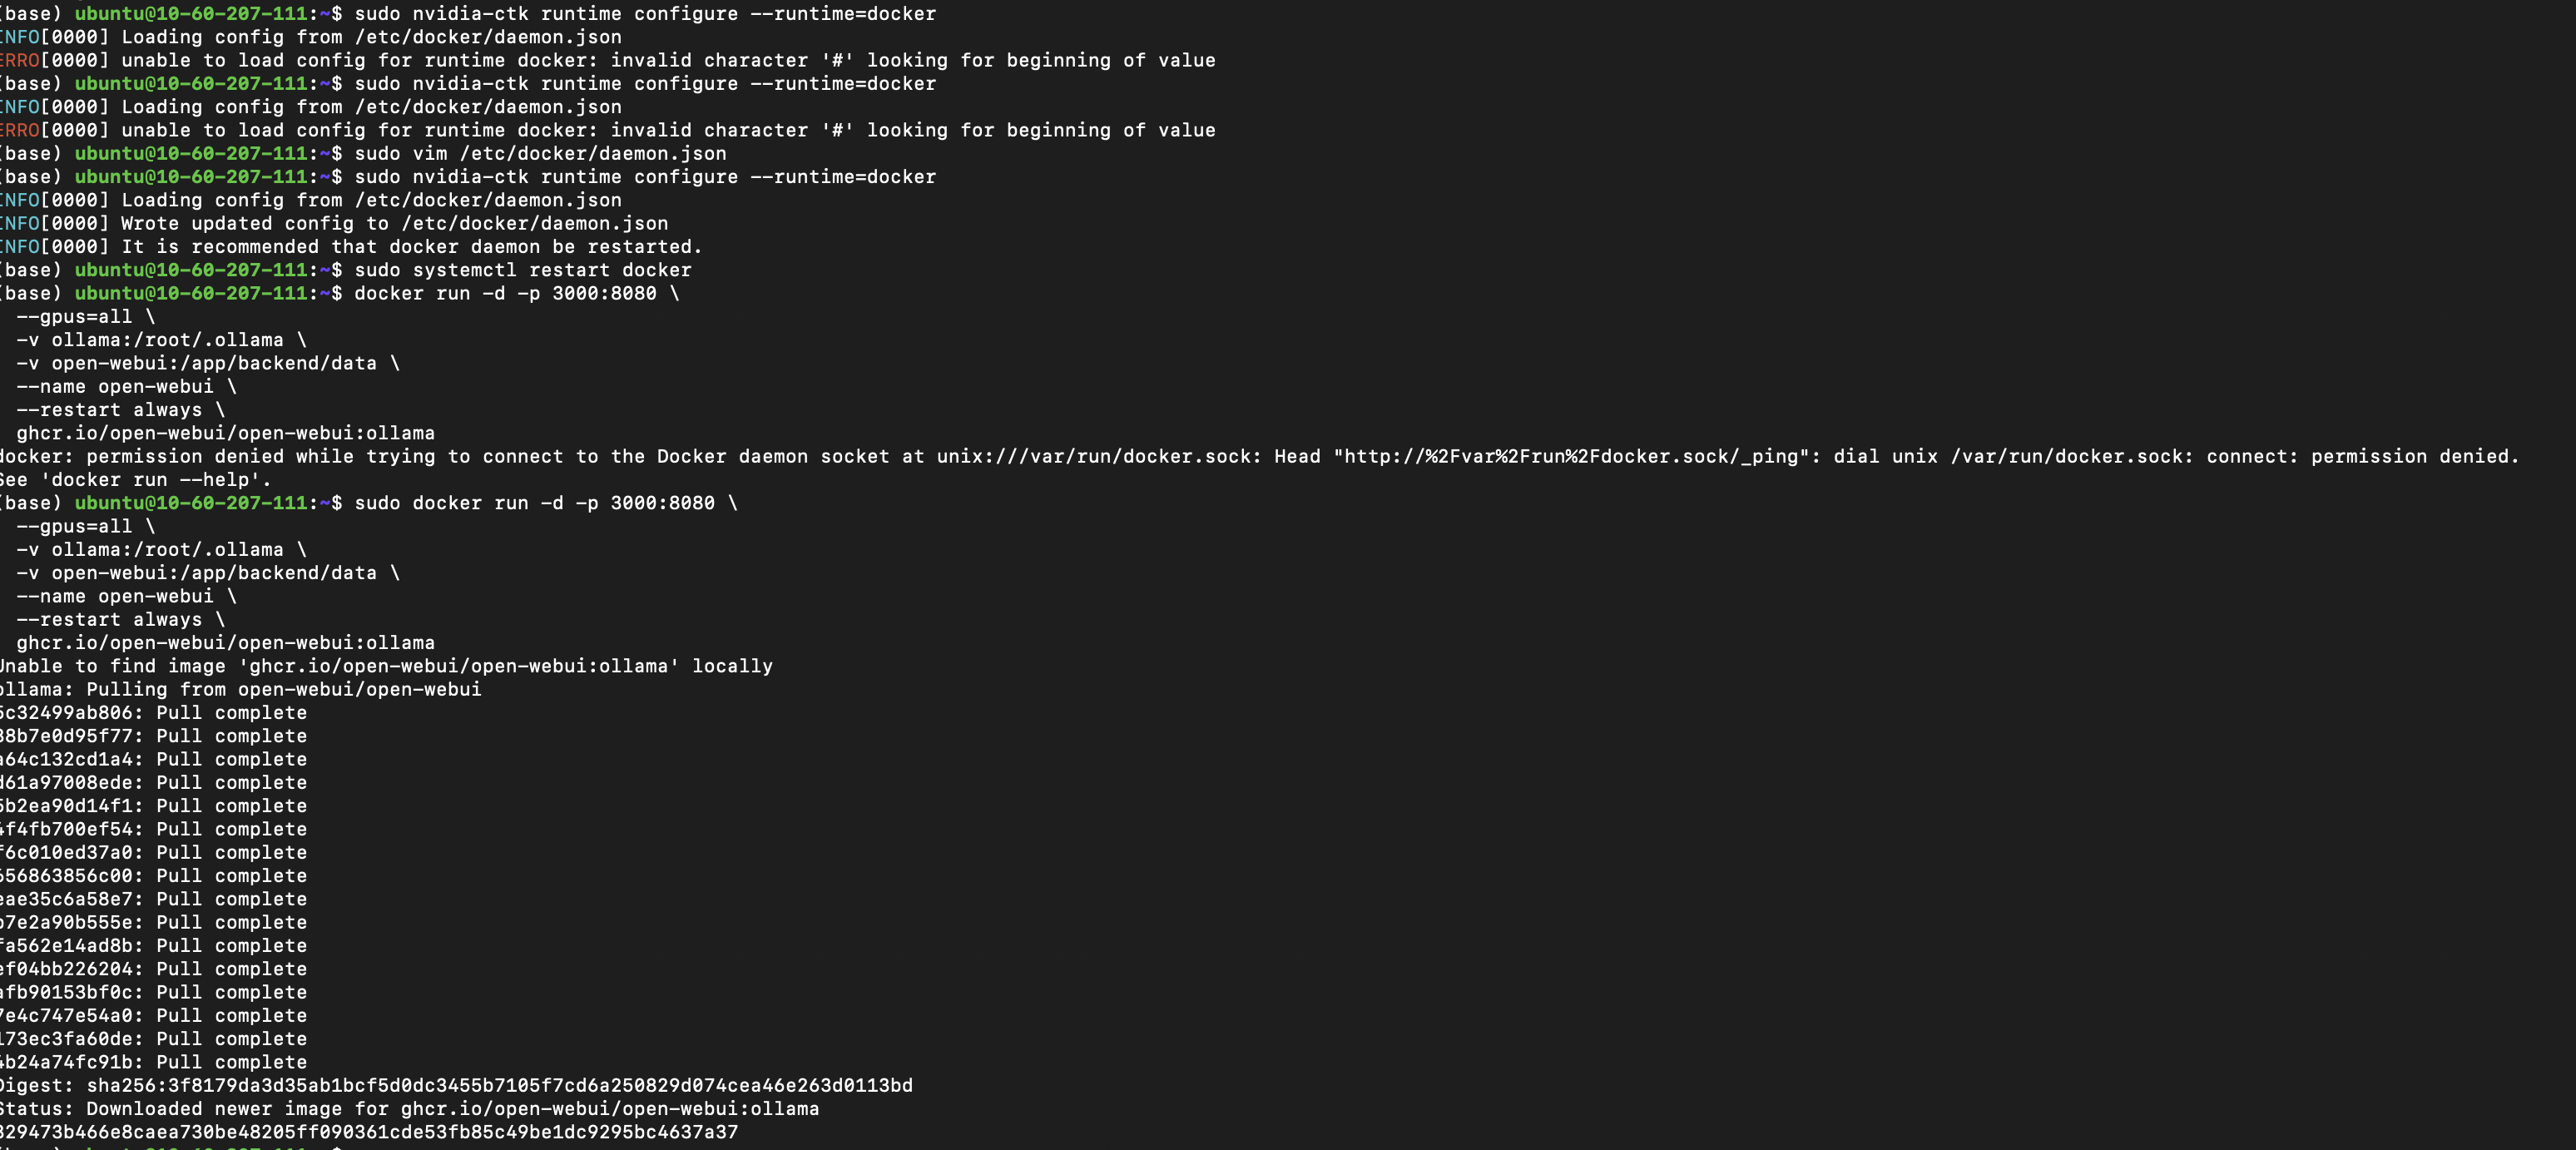 (base) ubuntu@10-60-207-111:~$ sudo nvidia-ctk runtime configure --runtime=docker
INFO[0000] Loading config from /etc/docker/daemon.json
ERRO[0000] unable to load config for runtime docker: invalid character '#' looking for beginning of value
(base) ubuntu@10-60-207-111:~$ sudo nvidia-ctk runtime configure --runtime=docker
INFO[0000] Loading config from /etc/docker/daemon.json
ERRO[0000] unable to load config for runtime docker: invalid character '#' looking for beginning of value
(base) ubuntu@10-60-207-111:~$ sudo vim /etc/docker/daemon.json
(base) ubuntu@10-60-207-111:~$ sudo nvidia-ctk runtime configure --runtime=docker
INFO[0000] Loading config from /etc/docker/daemon.json
INFO[0000] Wrote updated config to /etc/docker/daemon.json
INFO[0000] It is recommended that docker daemon be restarted.
(base) ubuntu@10-60-207-111:~$ sudo systemctl restart docker
(base) ubuntu@10-60-207-111:~$ docker run -d -p 3000:8080 \
--gpus=all \
-v ollama:/root/.ollama \
-v open-webui:/app/backend/data \
--name open-webui \
--restart always \
ghcr.io/open-webui/open-webui:ollama
docker: permission denied while trying to connect to the Docker daemon socket at unix:///var/run/docker.sock: Head "http://%2Fvar%2Frun%2Fdocker.sock/_ping": dial unix /var/run/docker.sock: connect: permission denied.
See 'docker run --help'.
(base) ubuntu@10-60-207-111:~$ sudo docker run -d -p 3000:8080 \
--gpus=all \
-v ollama:/root/.ollama \
-v open-webui:/app/backend/data \
--name open-webui \
--restart always \
ghcr.io/open-webui/open-webui:ollama
Unable to find image 'ghcr.io/open-webui/open-webui:ollama' locally
ollama: Pulling from open-webui/open-webui
5c32499ab806: Pull complete
38b7e0d95f77: Pull complete
a64c132cd1a4: Pull complete
d61a97008ede: Pull complete
5b2ea90d14f1: Pull complete
4f4fb700ef54: Pull complete
f6c010ed37a0: Pull complete
656863856c00: Pull complete
eae35c6a58e7: Pull complete
b7e2a90b555e: Pull complete
fa562e14ad8b: Pull complete
ef04bb226204: Pull complete
afb90153bf0c: Pull complete
7e4c747e54a0: Pull complete
173ec3fa60de: Pull complete
4b24a74fc91b: Pull complete
Digest: sha256:3f8179da3d35ab1bcf5d0dc3455b7105f7cd6a250829d074cea46e263d0113bd
Status: Downloaded newer image for ghcr.io/open-webui/open-webui:ollama
329473b466e8caea730be48205ff090361cde53fb85c49be1dc9295bc4637a37